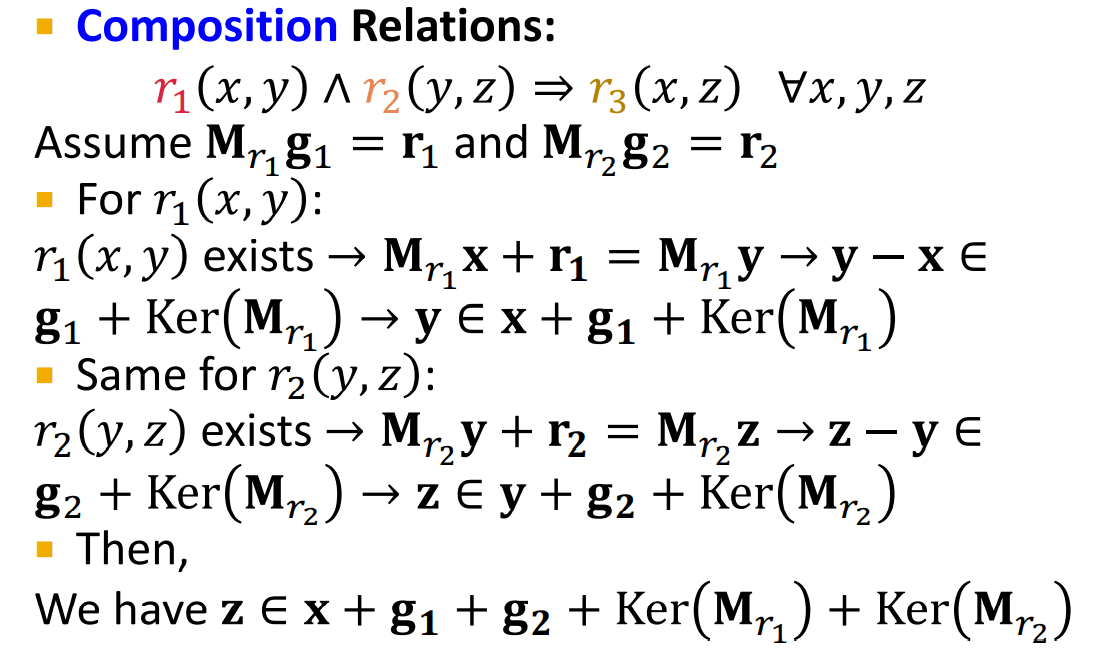 ▪ Composition Relations:
r₁(x, y) ∧ r₂(y, z) ⇒ r₃(x, z) ∀x, y, z
Assume M_{r₁}g₁ = r₁ and M_{r₂}g₂ = r₂
▪ For r₁(x, y):
r₁(x, y) exists → M_{r₁}x + r₁ = M_{r₁}y → y − x ∈
g₁ + Ker(M_{r₁}) → y ∈ x + g₁ + Ker(M_{r₁})
▪ Same for r₂(y, z):
r₂(y, z) exists → M_{r₂}y + r₂ = M_{r₂}z → z − y ∈
g₂ + Ker(M_{r₂}) → z ∈ y + g₂ + Ker(M_{r₂})
▪ Then,
We have z ∈ x + g₁ + g₂ + Ker(M_{r₁}) + Ker(M_{r₂})